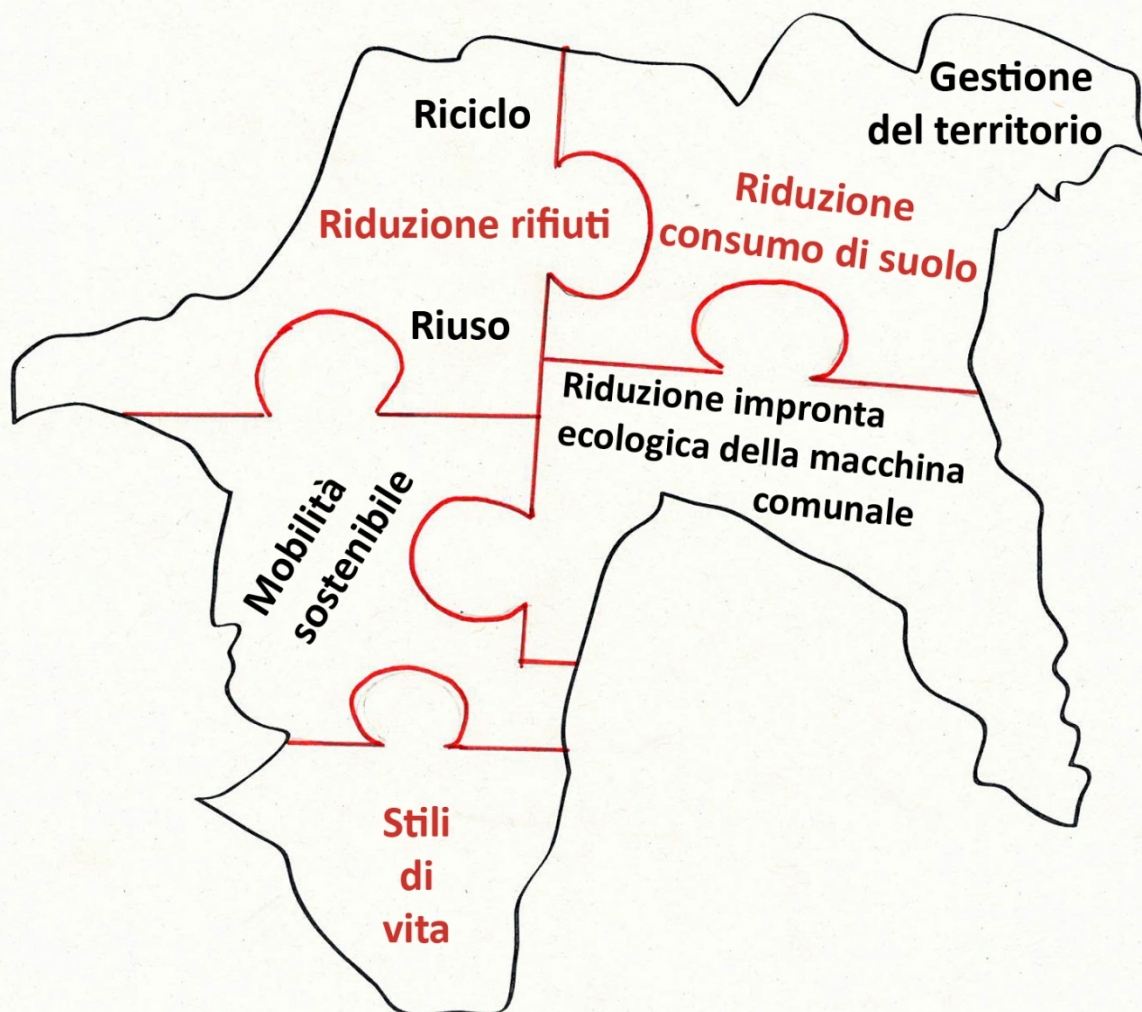 Riciclo
Riduzione rifiuti
Riuso
Gestione
del territorio
Riduzione
consumo di suolo
Riduzione impronta
ecologica della macchina
comunale
Mobilità
sostenibile
Stili
di
vita